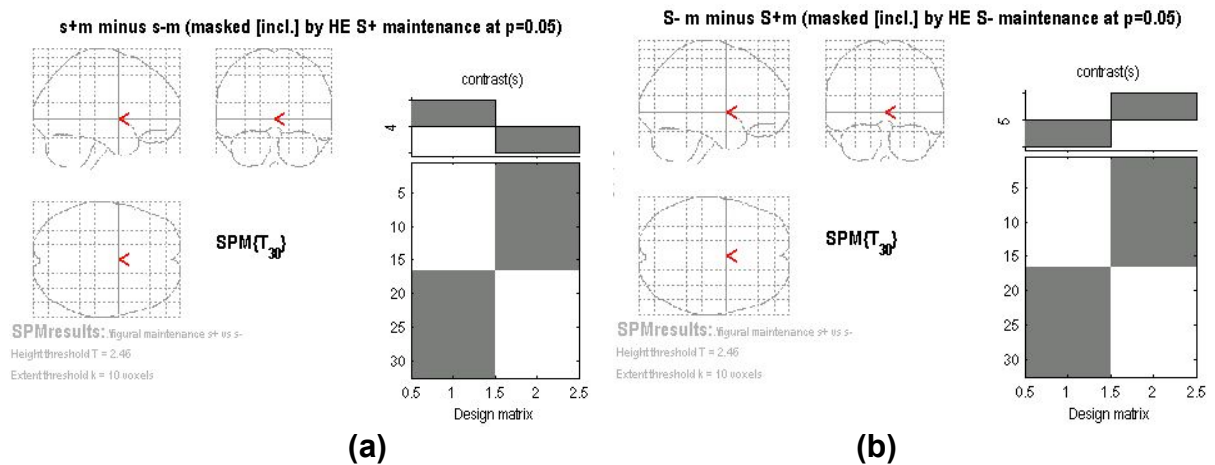 s+m minus s-m (masked [incl.] by HE S+ maintenance at p=0.05)
contrast(s)
4
SPM{T30}
5
10
15
20
25
30
0.5 1 1.5 2 2.5
Design matrix
SPMresults: .\figural maintenance s+ vs s-
Height threshold T = 2.46
Extent threshold k = 10 voxels
(a)
S- m minus S+m (masked [incl.] by HE S- maintenance at p=0.05)
contrast(s)
5
SPM{T30}
5
10
15
20
25
30
0.5 1 1.5 2 2.5
Design matrix
SPMresults: .\figural maintenance s+ vs s-
Height threshold T = 2.46
Extent threshold k = 10 voxels
(b)